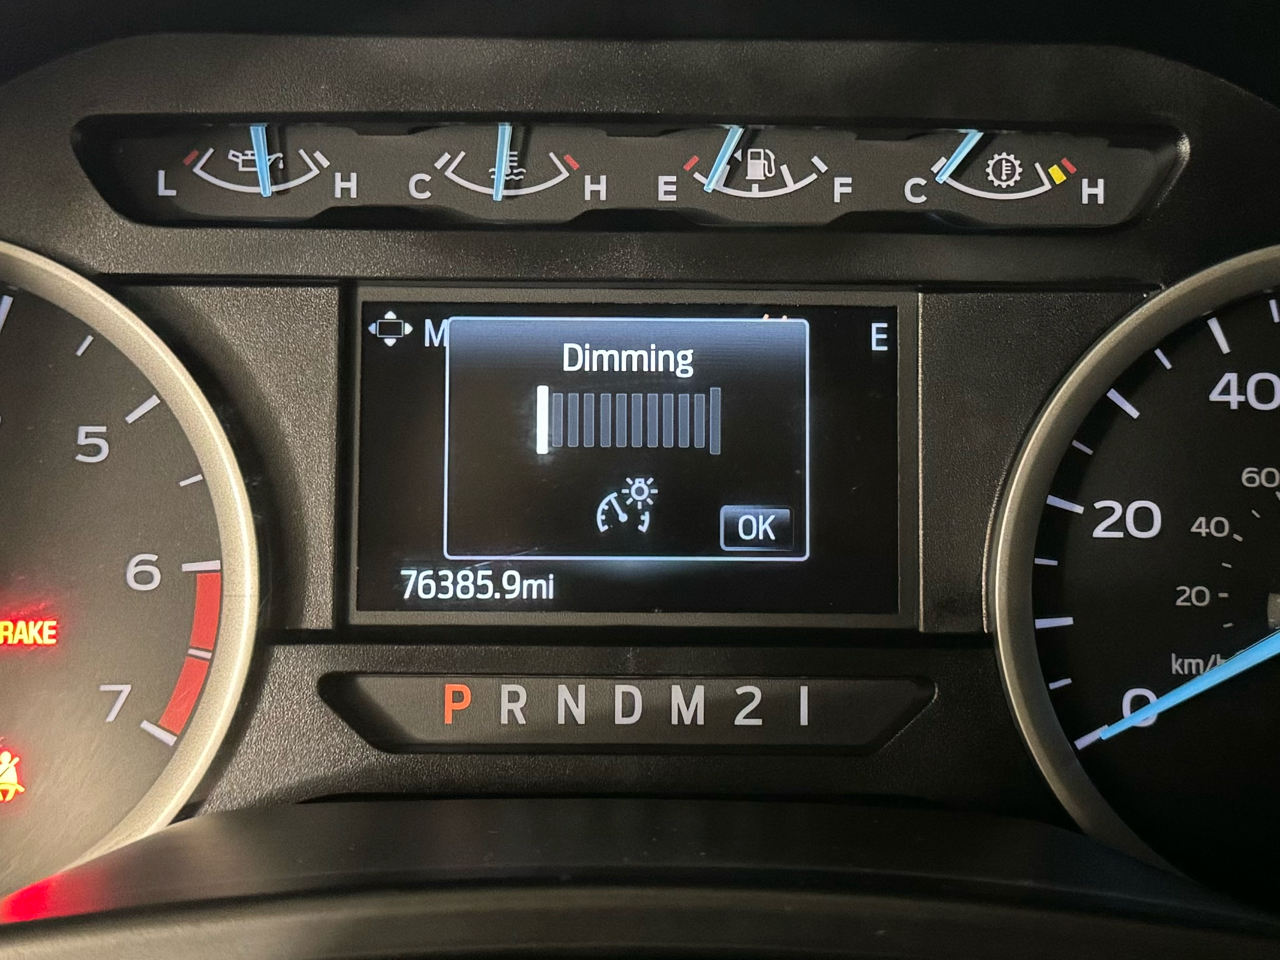 L H C H E F C H
M E
Dimming
OK
76385.9mi
5
6
7
RAKE
P R N D M 2 1
40
20
0
60
40
20
km/h